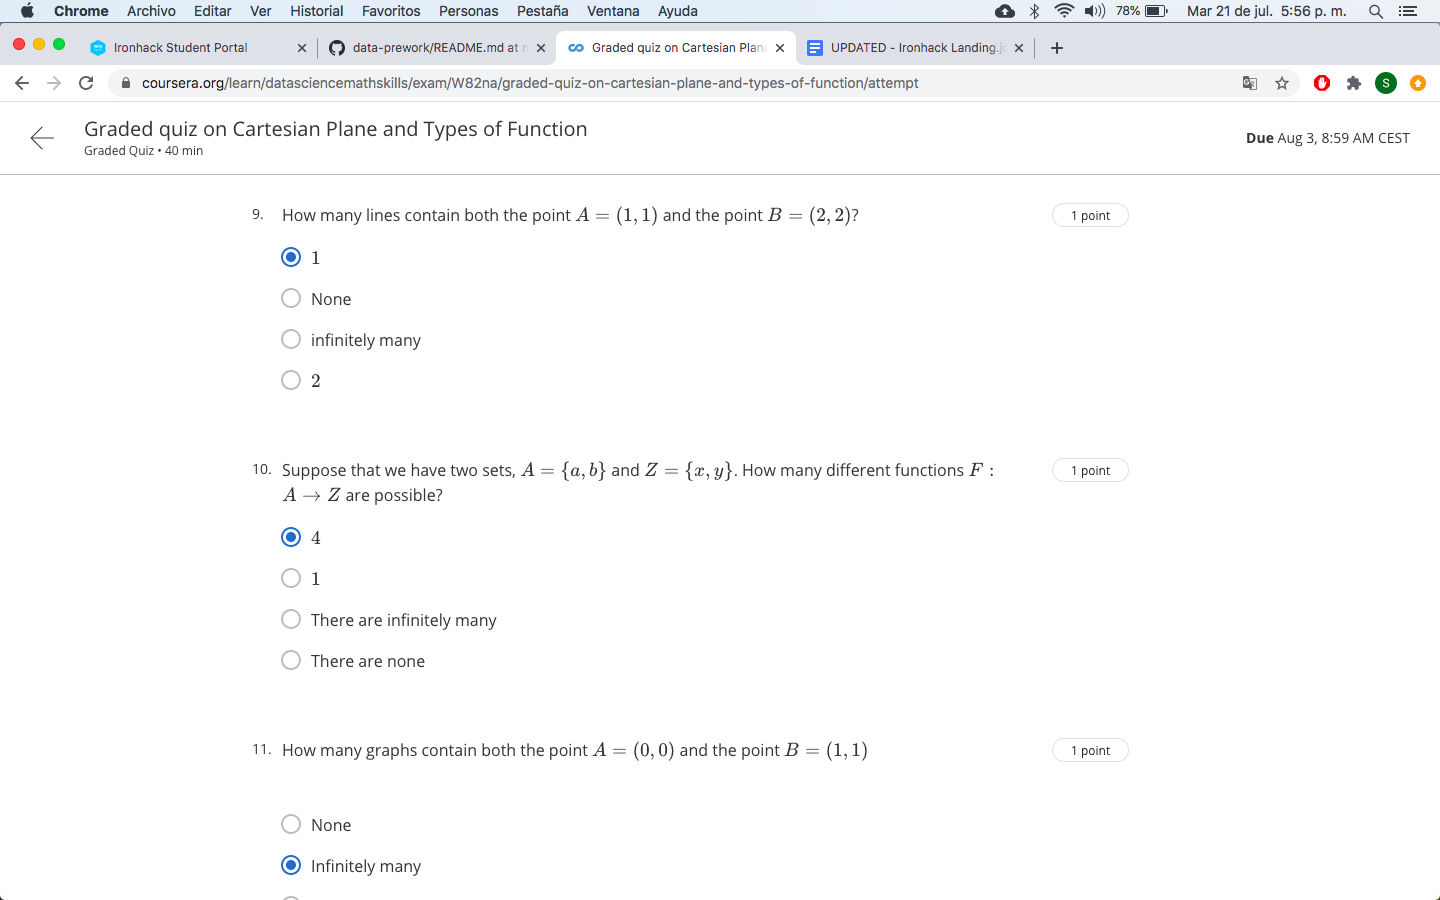 Chrome Archivo Editar Ver Historial Favoritos Personas Pestaña Ventana Ayuda 78% Mar 21 de jul. 5:56 p. m.
Ironhack Student Portal data-prework/README.md at Graded quiz on Cartesian Plane UPDATED - Ironhack Landing.
coursera.org/learn/datasciencemathskills/exam/W82na/graded-quiz-on-cartesian-plane-and-types-of-function/attempt S
Graded quiz on Cartesian Plane and Types of Function
Graded Quiz • 40 min
Due Aug 3, 8:59 AM CEST
9. How many lines contain both the point A = (1, 1) and the point B = (2, 2)? 1 point
1
None
infinitely many
2
10. Suppose that we have two sets, A = {a, b} and Z = {x, y}. How many different functions F : 1 point
A → Z are possible?
4
1
There are infinitely many
There are none
11. How many graphs contain both the point A = (0, 0) and the point B = (1, 1) 1 point
None
Infinitely many